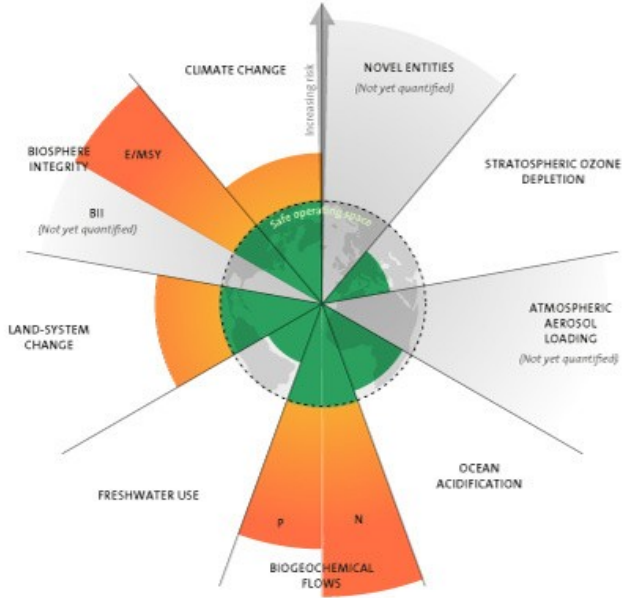 CLIMATE CHANGE
Increasing risk
NOVEL ENTITIES
(Not yet quantified)
STRATOSPHERIC OZONE
DEPLETION
ATMOSPHERIC
AEROSOL
LOADING
(Not yet quantified)
OCEAN
ACIDIFICATION
N
P
BIOGEOCHEMICAL
FLOWS
FRESHWATER USE
LAND-SYSTEM
CHANGE
BII
(Not yet quantified)
BIOSPHERE
INTEGRITY
E/MSY
Safe operating space